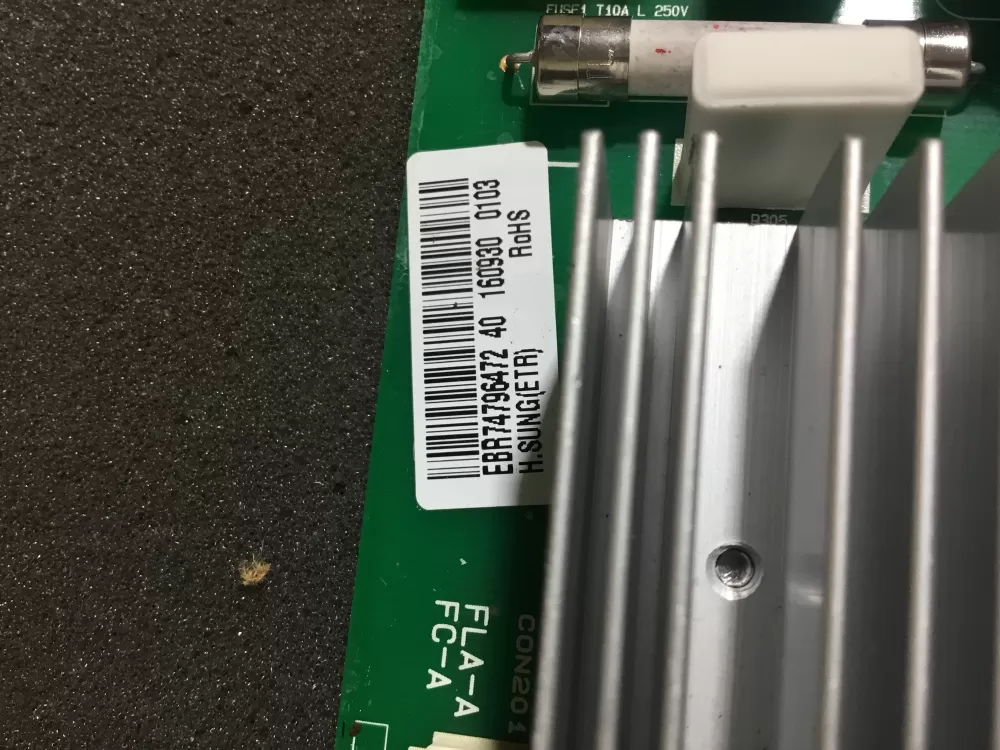 FUSE1 T10A L 250V
R305
EBR74796472 40 160930 0103
H.SUNG(ETR) RoHS
CON201
FLA-A
FC-A